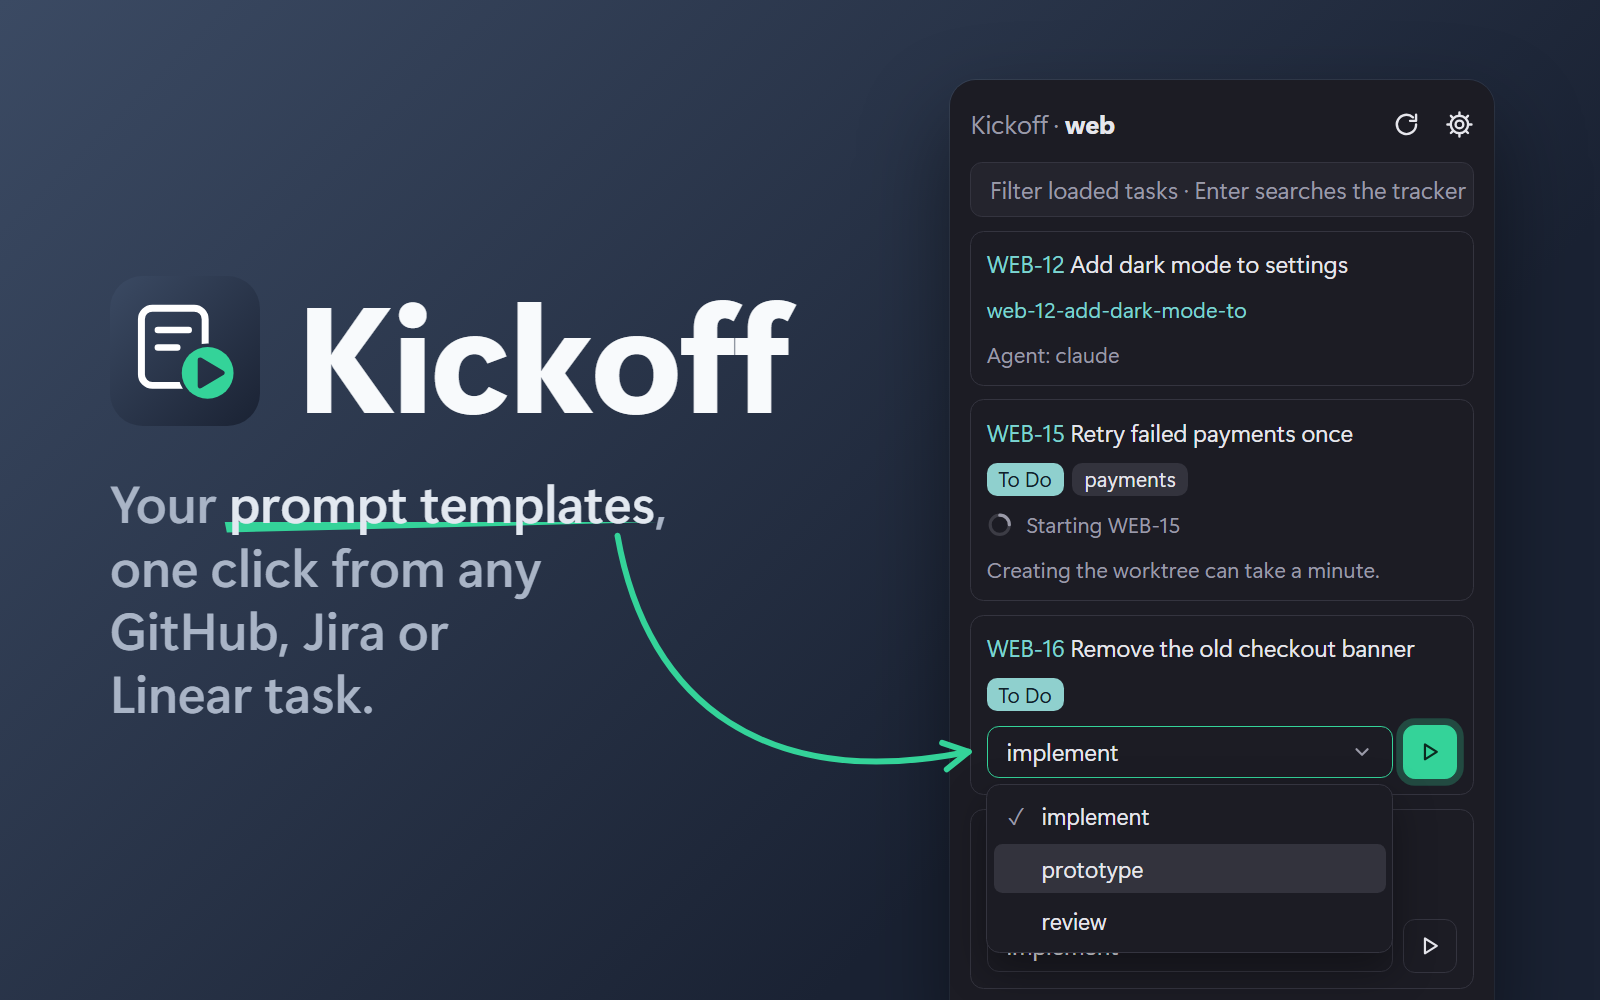 Kickoff
Your prompt templates,
one click from any
GitHub, Jira or
Linear task.
Kickoff · web
Filter loaded tasks · Enter searches the tracker
WEB-12 Add dark mode to settings
web-12-add-dark-mode-to
Agent: claude
WEB-15 Retry failed payments once
To Do payments
Starting WEB-15
Creating the worktree can take a minute.
WEB-16 Remove the old checkout banner
To Do
implement
✓ implement
prototype
review